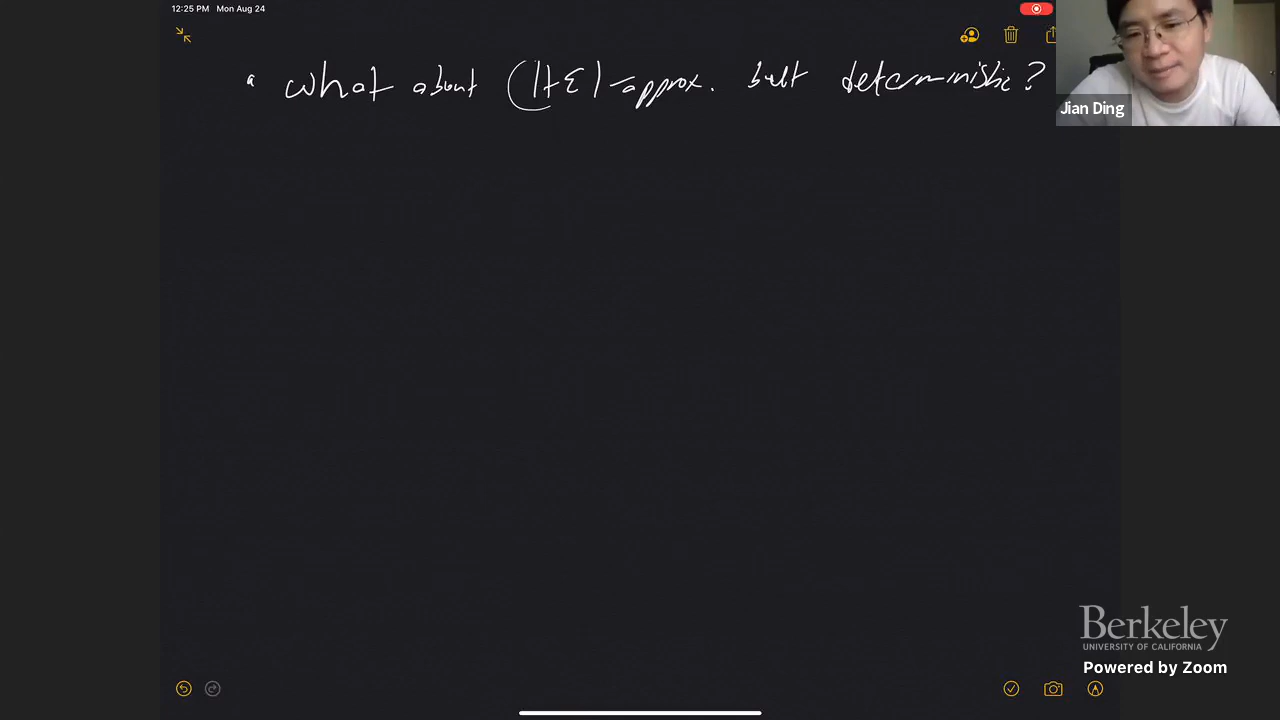 12:25 PM Mon Aug 24
what about (1+ε)-approx. but deterministic?
Jian Ding
Berkeley
UNIVERSITY OF CALIFORNIA
Powered by Zoom